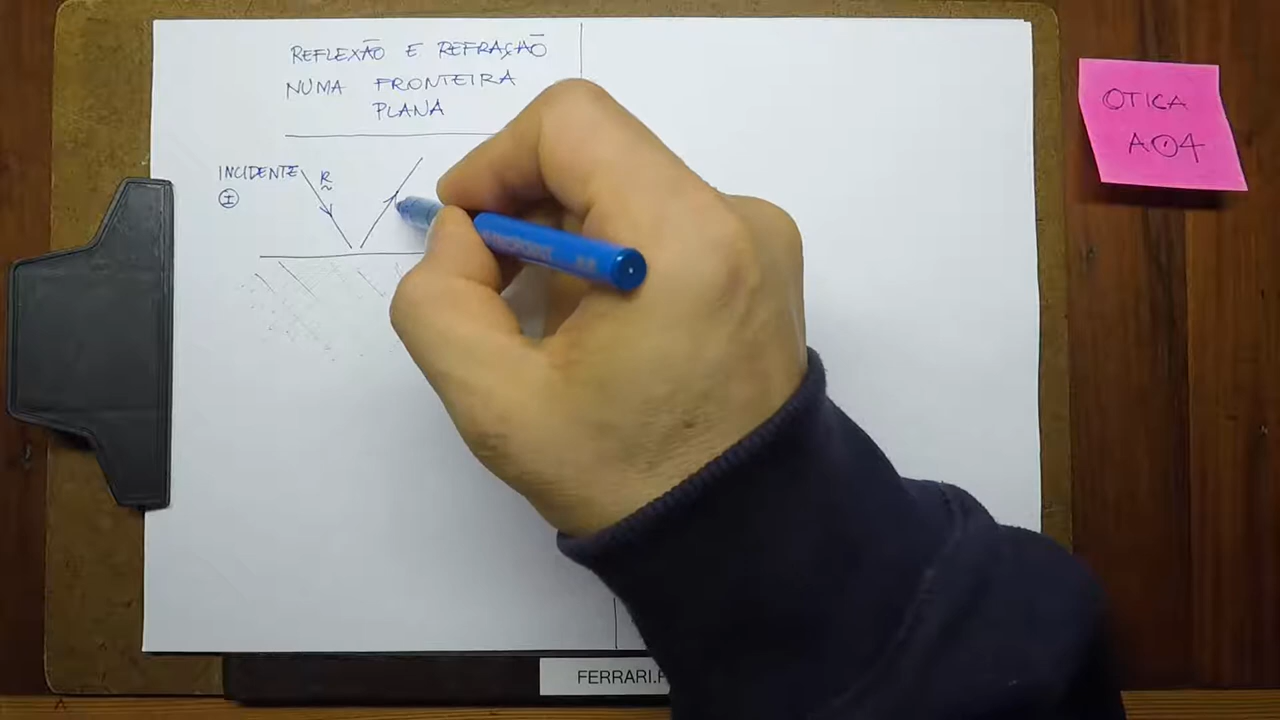 REFLEXÃO E REFRAÇÃO
NUMA FRONTEIRA
PLANA
INCIDENTE
I
k
OTICA
A04
FERRARI.